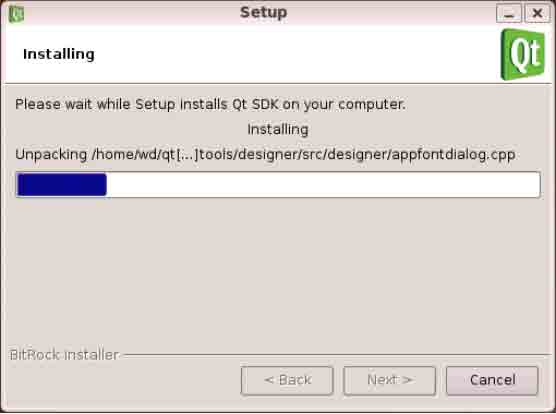 Setup
Installing
Qt
Please wait while Setup installs Qt SDK on your computer.
Installing
Unpacking /home/wd/qt[...]tools/designer/src/designer/appfontdialog.cpp
BitRock Installer
< Back
Next >
Cancel